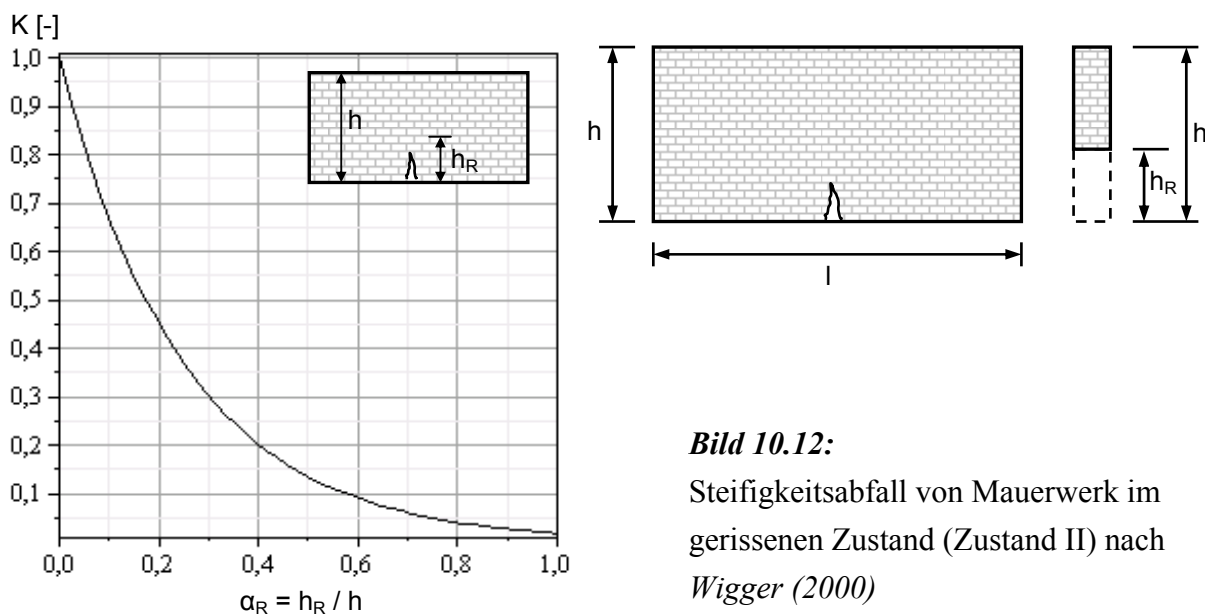 K [-]
1,0
0,9
0,8
0,7
0,6
0,5
0,4
0,3
0,2
0,1
0,0 0,2 0,4 0,6 0,8 1,0
α_R = h_R / h
h
h_R
h
l
h
h_R
Bild 10.12:
Steifigkeitsabfall von Mauerwerk im
gerissenen Zustand (Zustand II) nach
Wigger (2000)